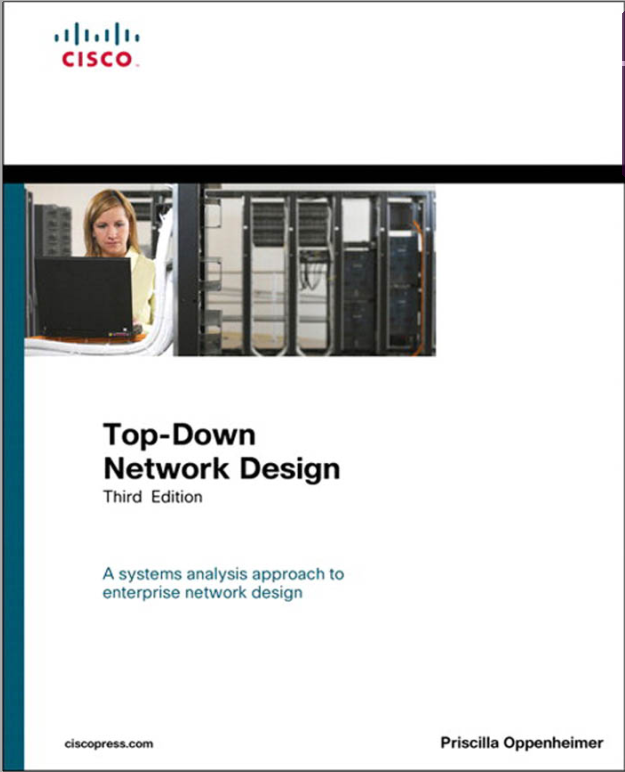 CISCO
Top-Down
Network Design
Third Edition
A systems analysis approach to
enterprise network design
ciscopress.com
Priscilla Oppenheimer